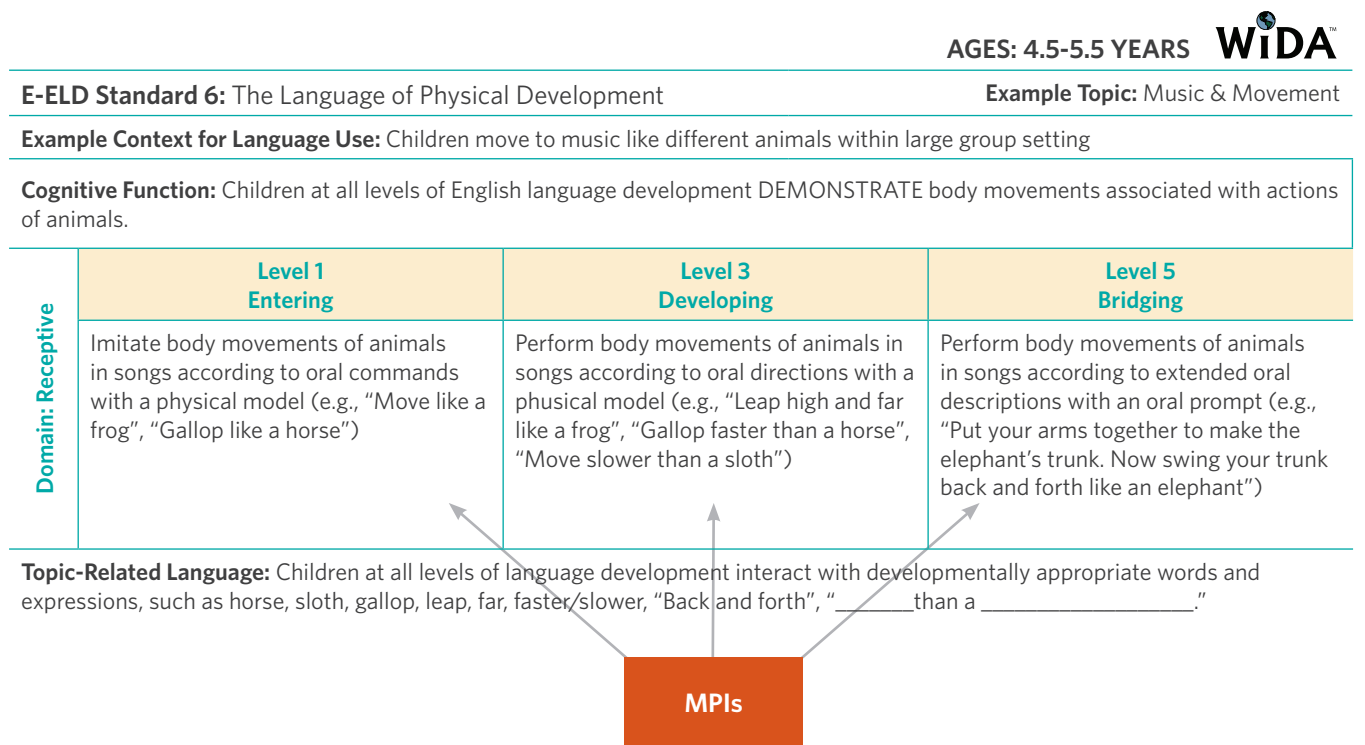 AGES: 4.5-5.5 YEARS WiDA™
E-ELD Standard 6: The Language of Physical Development Example Topic: Music & Movement
Example Context for Language Use: Children move to music like different animals within large group setting
Cognitive Function: Children at all levels of English language development DEMONSTRATE body movements associated with actions
of animals.
Domain: Receptive
Level 1
Entering
Imitate body movements of animals
in songs according to oral commands
with a physical model (e.g., “Move like a
frog”, “Gallop like a horse”)
Level 3
Developing
Perform body movements of animals in
songs according to oral directions with a
phusical model (e.g., “Leap high and far
like a frog”, “Gallop faster than a horse”,
“Move slower than a sloth”)
Level 5
Bridging
Perform body movements of animals
in songs according to extended oral
descriptions with an oral prompt (e.g.,
“Put your arms together to make the
elephant’s trunk. Now swing your trunk
back and forth like an elephant”)
Topic-Related Language: Children at all levels of language development interact with developmentally appropriate words and
expressions, such as horse, sloth, gallop, leap, far, faster/slower, “Back and forth”, “_______than a ___________________.”
MPIs